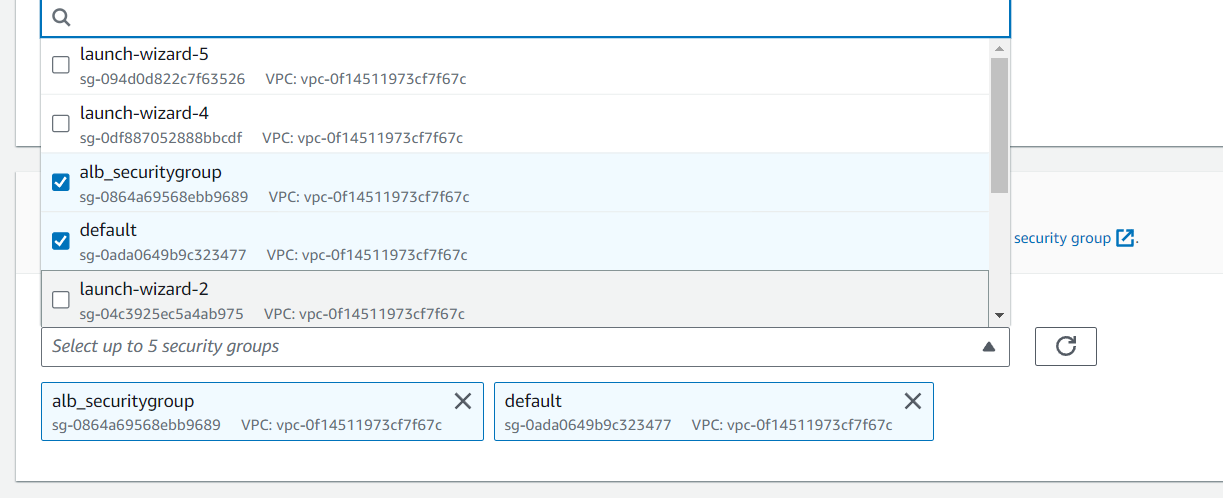 launch-wizard-5
sg-094d0d822c7f63526 VPC: vpc-0f14511973cf7f67c
launch-wizard-4
sg-0df887052888bbcdf VPC: vpc-0f14511973cf7f67c
alb_securitygroup
sg-0864a69568ebb9689 VPC: vpc-0f14511973cf7f67c
default
sg-0ada0649b9c323477 VPC: vpc-0f14511973cf7f67c
security group.
launch-wizard-2
sg-04c3925ec5a4ab975 VPC: vpc-0f14511973cf7f67c
Select up to 5 security groups
alb_securitygroup
sg-0864a69568ebb9689 VPC: vpc-0f14511973cf7f67c
default
sg-0ada0649b9c323477 VPC: vpc-0f14511973cf7f67c